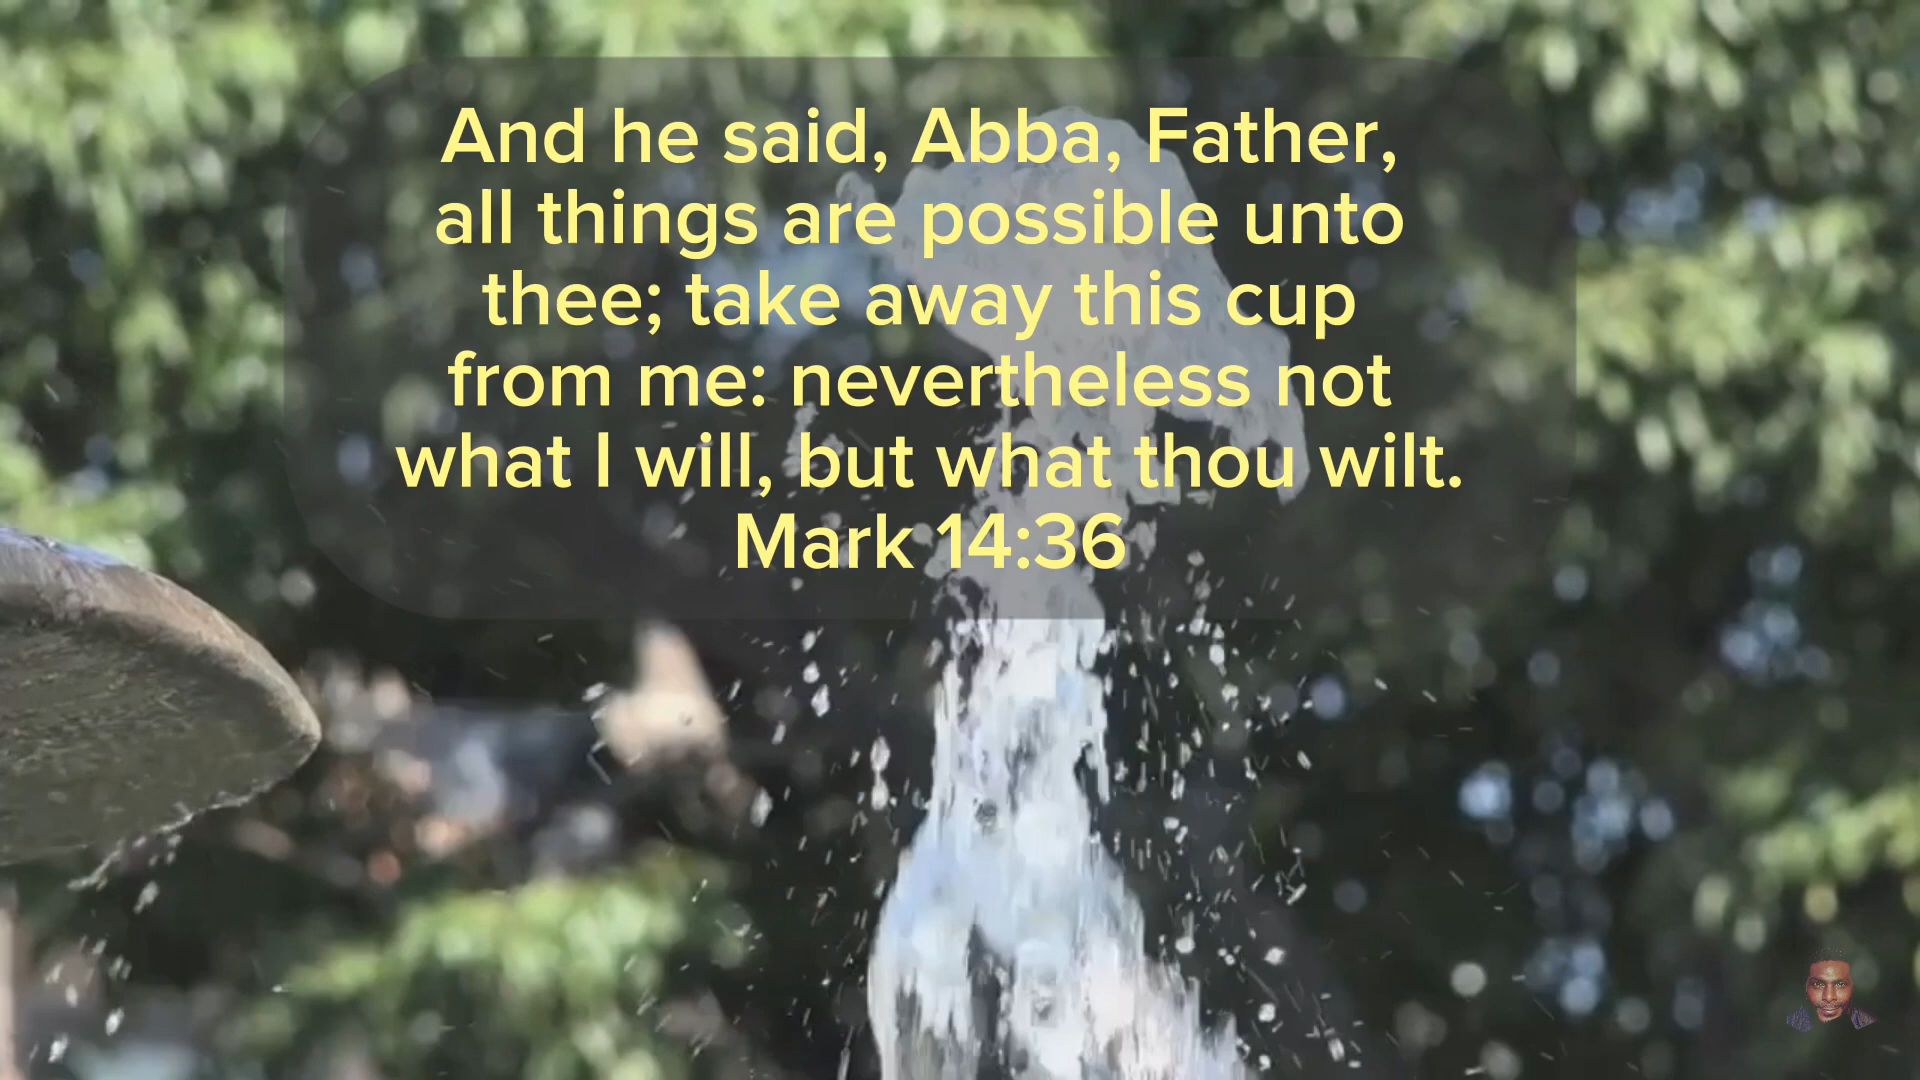 And he said, Abba, Father,
all things are possible unto
thee; take away this cup
from me: nevertheless not
what I will, but what thou wilt.
Mark 14:36